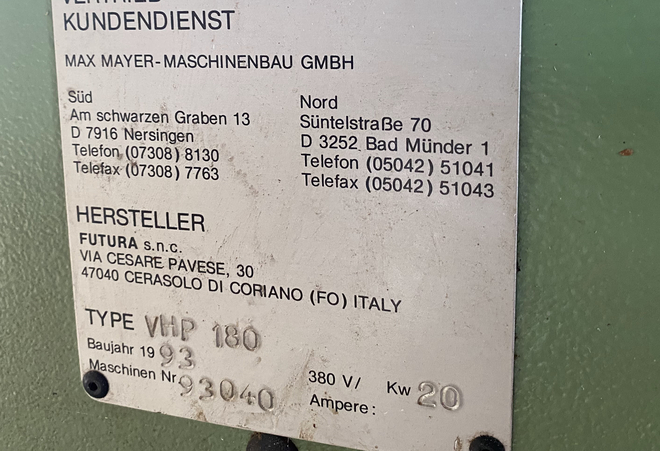 VERTRIEB
KUNDENDIENST
MAX MAYER-MASCHINENBAU GMBH
Süd
Am schwarzen Graben 13
D 7916 Nersingen
Telefon (07308) 8130
Telefax (07308) 7763
Nord
Süntelstraße 70
D 3252 Bad Münder 1
Telefon (05042) 51041
Telefax (05042) 51043
HERSTELLER
FUTURA s.n.c.
VIA CESARE PAVESE, 30
47040 CERASOLO DI CORIANO (FO) ITALY
TYPE VHP 180
Baujahr 1993
Maschinen Nr. 93040
380 V/ Kw 20
Ampere: